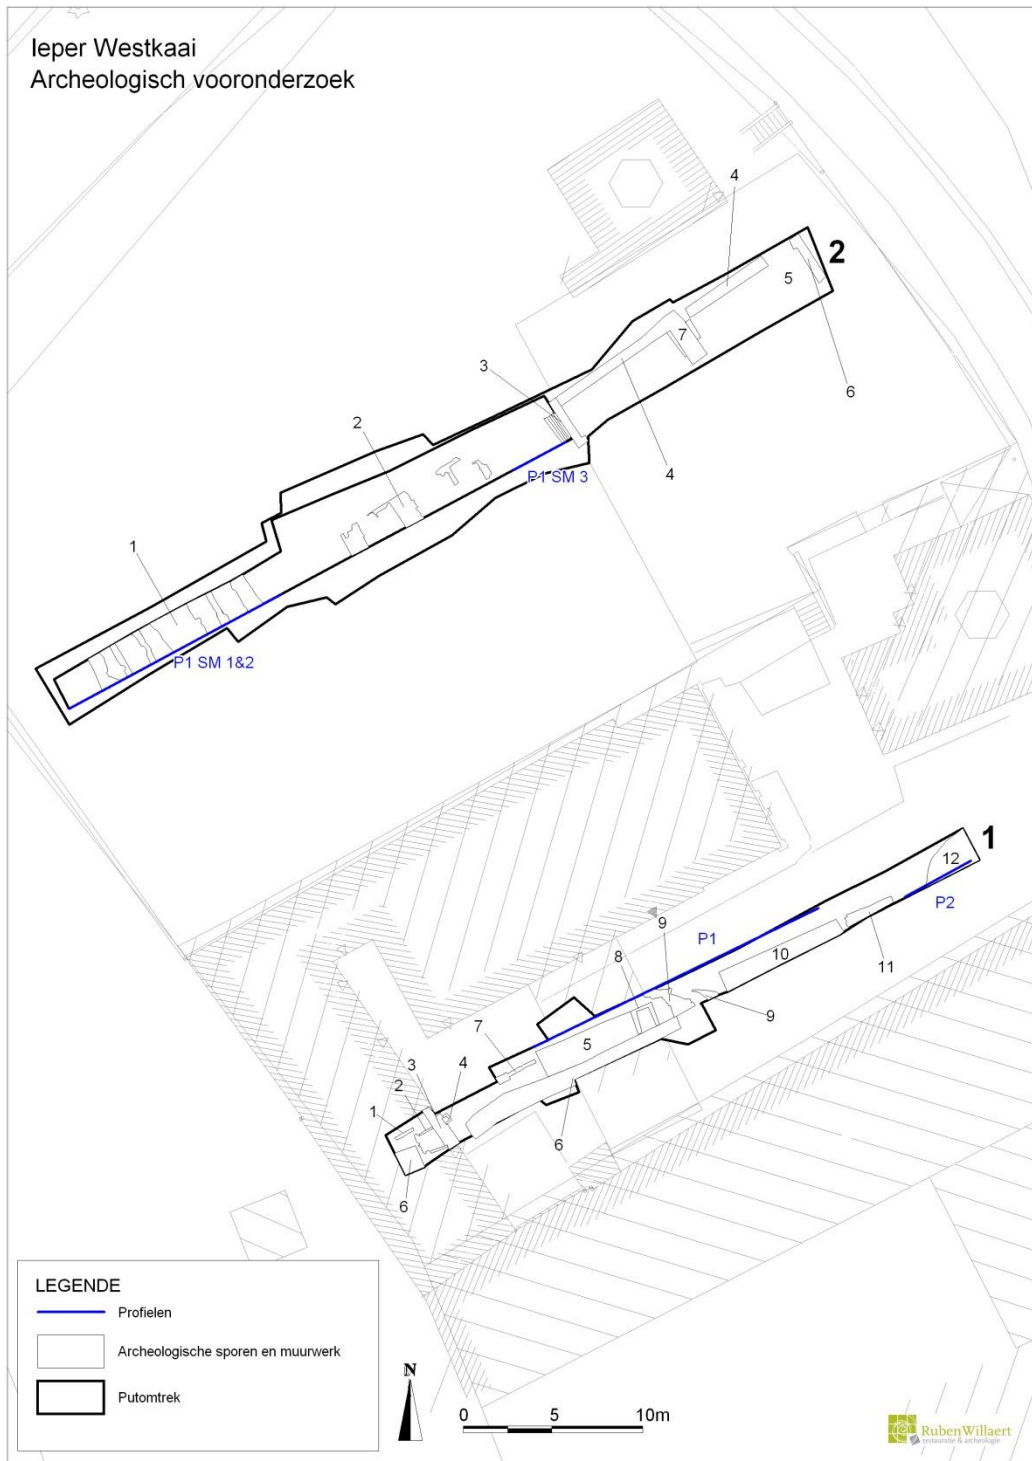 Ieper Westkaai
Archeologisch vooronderzoek
4
2
5
7
3
6
2
4
P1 SM 3
1
P1 SM 1&2
1
12
P2
9
P1
8
10
11
9
7
5
3
4
2
1
6
6
LEGENDE
Profielen
Archeologische sporen en muurwerk
Putomtrek
N
0 5 10m
RubenWillaert
restauratie & archeologie